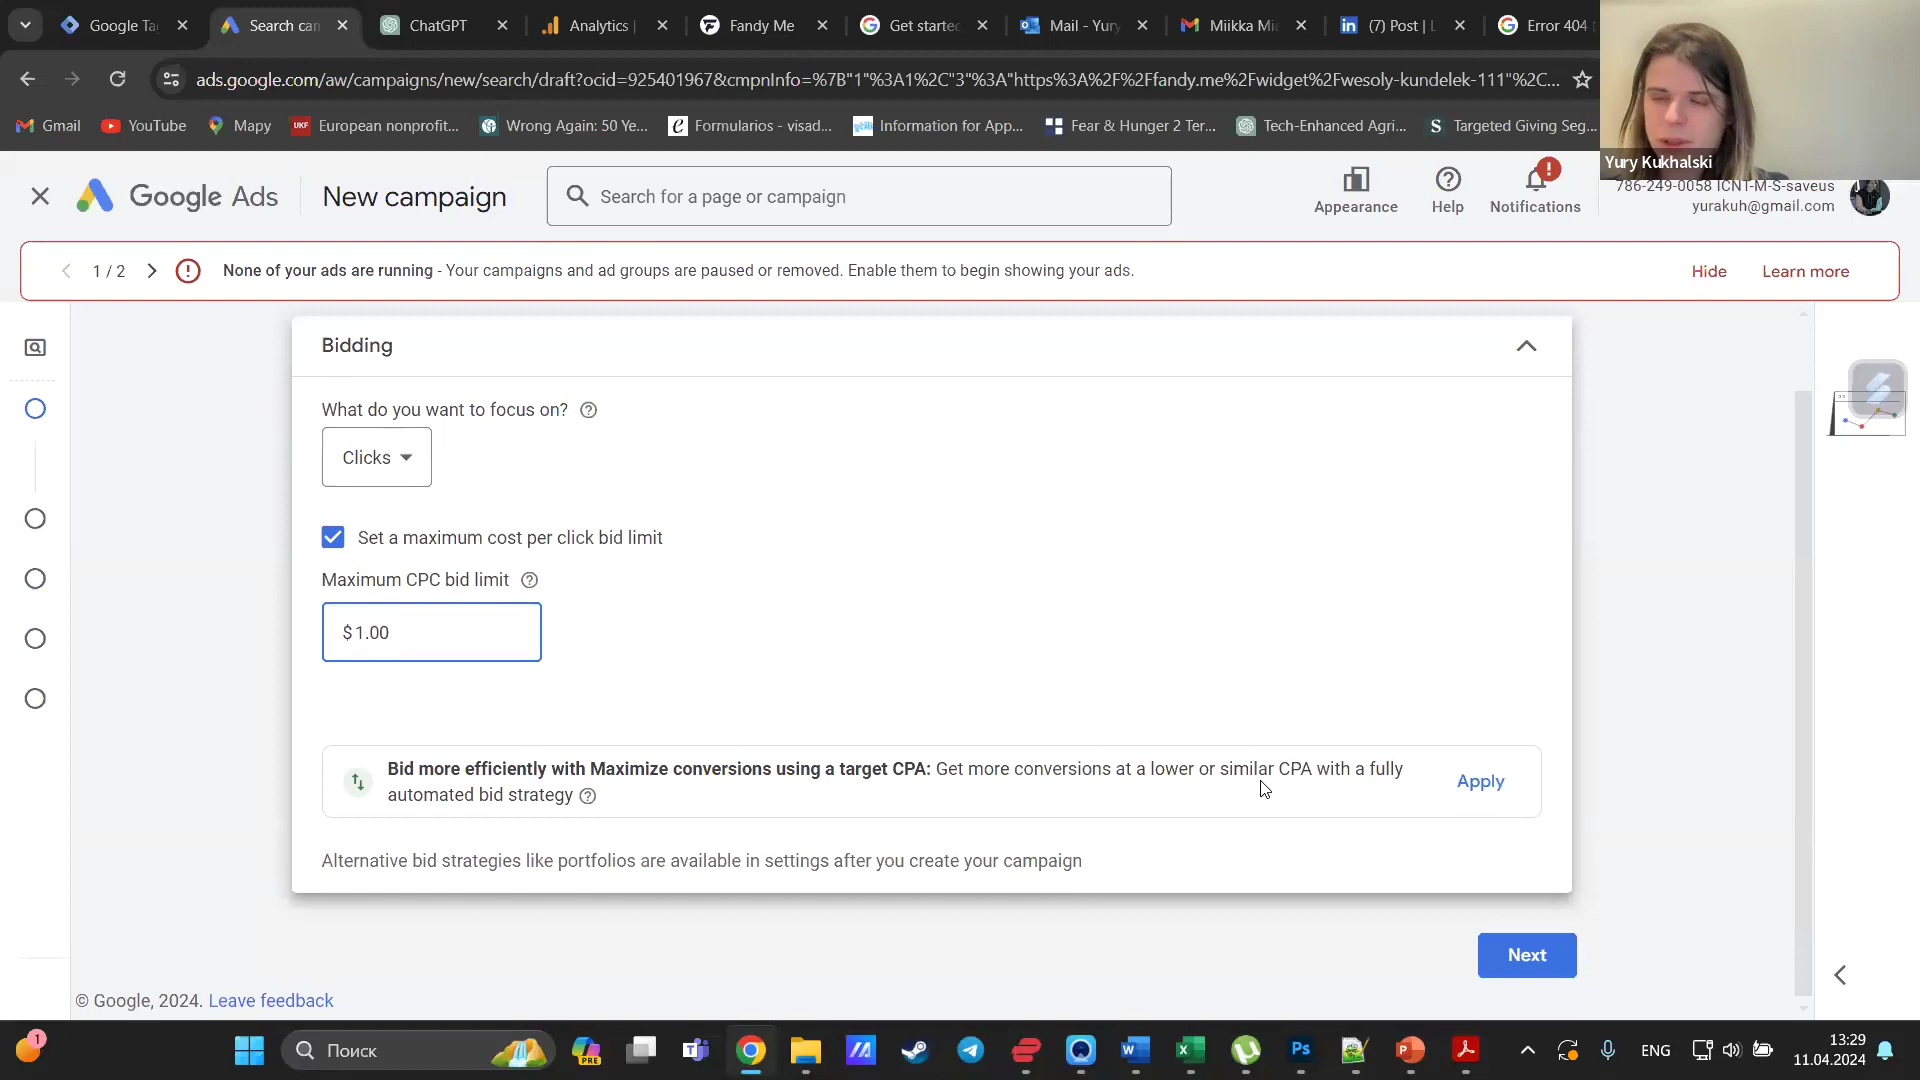 Google Ta
Search can
ChatGPT
Analytics |
Fandy Me
Get starte
Mail - Yury
Miikka Mi
(7) Post | L
Error 404
ads.google.com/aw/campaigns/new/search/draft?ocid=925401967&cmpnInfo=%7B"1"%3A1%2C"3"%3A"https%3A%2F%2Ffandy.me%2Fwidget%2Fwesoly-kundelek-111"%2C...
Gmail
YouTube
Mapy
UKF
European nonprofit...
Wrong Again: 50 Ye...
Formularios - visad...
Information for App...
Fear & Hunger 2 Ter...
Tech-Enhanced Agri...
S
Targeted Giving Seg...
Yury Kukhalski
Google Ads
New campaign
Search for a page or campaign
Appearance
Help
Notifications
786-249-0058 ICNT-M-S-saveus
yurakuh@gmail.com
1 / 2
None of your ads are running - Your campaigns and ad groups are paused or removed. Enable them to begin showing your ads.
Hide
Learn more
Bidding
What do you want to focus on?
Clicks
Set a maximum cost per click bid limit
Maximum CPC bid limit
$ 1.00
Bid more efficiently with Maximize conversions using a target CPA: Get more conversions at a lower or similar CPA with a fully
automated bid strategy
Apply
Alternative bid strategies like portfolios are available in settings after you create your campaign
Next
© Google, 2024. Leave feedback
1
Поиск
PRE
ENG
13:29
11.04.2024